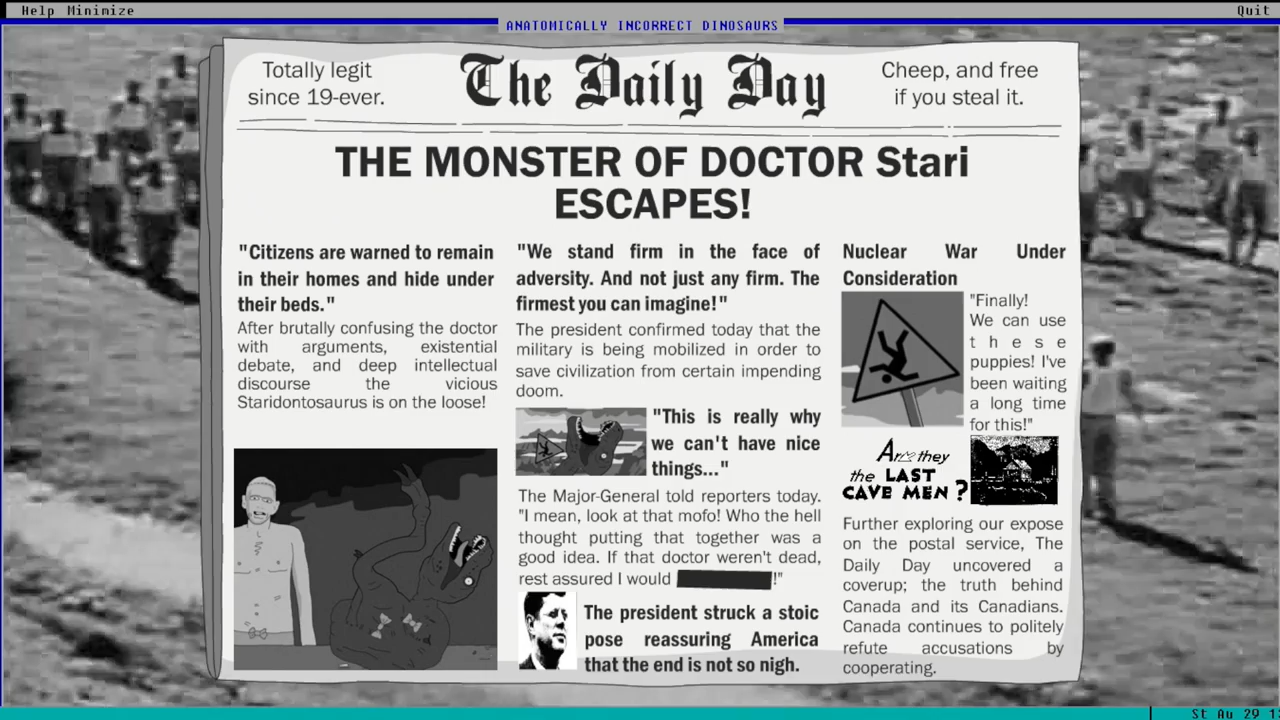 Help Minimize
Quit
ANATOMICALLY INCORRECT DINOSAURS
Totally legit
since 19-ever.
The Daily Day
Cheep, and free
if you steal it.
THE MONSTER OF DOCTOR Stari
ESCAPES!
"Citizens are warned to remain
in their homes and hide under
their beds."
After brutally confusing the doctor
with arguments, existential
debate, and deep intellectual
discourse the vicious
Staridontosaurus is on the loose!
"We stand firm in the face of
adversity. And not just any firm. The
firmest you can imagine!"
The president confirmed today that the
military is being mobilized in order to
save civilization from certain impending
doom.
"This is really why
we can't have nice
things..."
The Major-General told reporters today.
"I mean, look at that mofo! Who the hell
thought putting that together was a
good idea. If that doctor weren't dead,
rest assured I would !"
The president struck a stoic
pose reassuring America
that the end is not so nigh.
Nuclear War Under
Consideration
"Finally!
We can use
these
puppies! I've
been waiting
a long time
for this!"
Are they
the LAST
CAVE MEN ?
Further exploring our expose
on the postal service, The
Daily Day uncovered a
coverup; the truth behind
Canada and its Canadians.
Canada continues to politely
refute accusations by
cooperating.
St Au 29